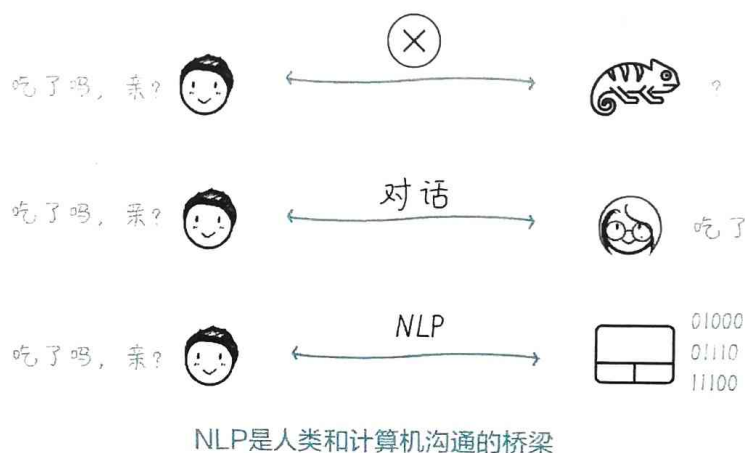 吃了吗，亲？
？
对话
吃了吗，亲？
吃了
NLP
吃了吗，亲？
01000
01110
11100
NLP是人类和计算机沟通的桥梁